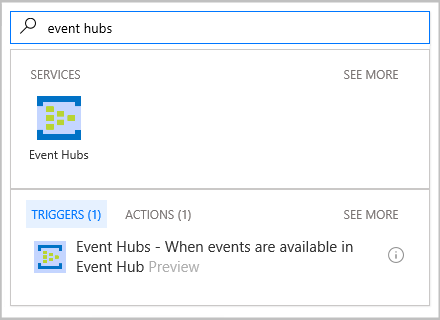 event hubs
SERVICES SEE MORE
Event Hubs
TRIGGERS (1) ACTIONS (1) SEE MORE
Event Hubs - When events are available in
Event Hub Preview